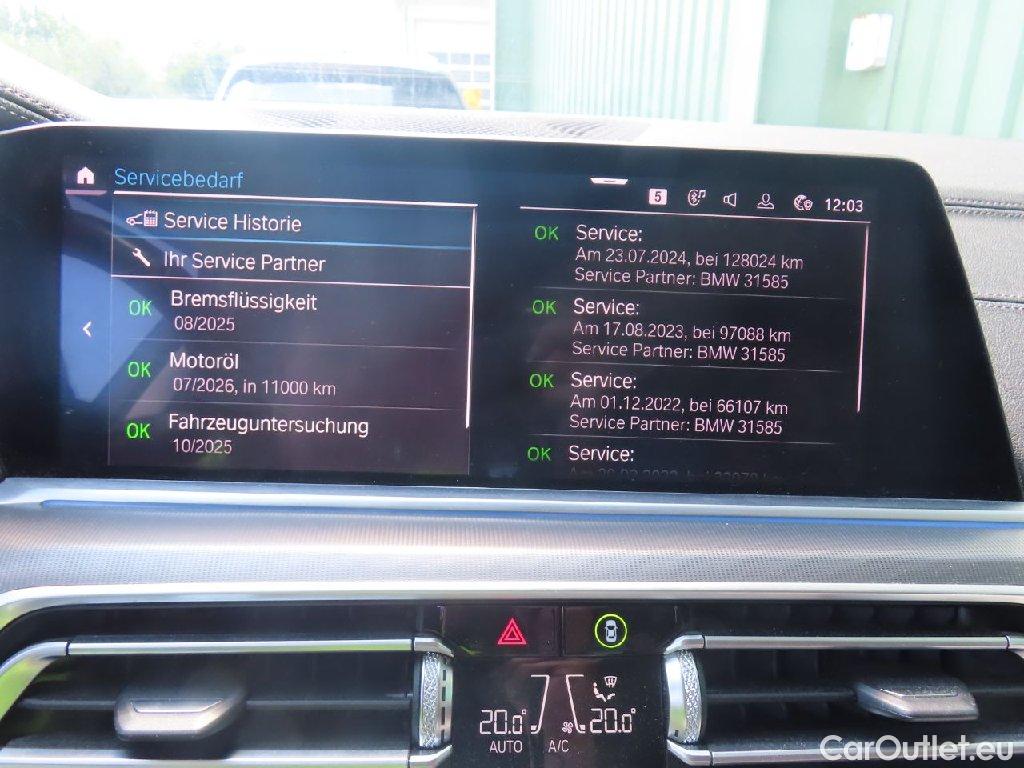 Servicebedarf
5
12:03
Service Historie
Ihr Service Partner
OK Bremsflüssigkeit
08/2025
OK Motoröl
07/2026, in 11000 km
OK Fahrzeuguntersuchung
10/2025
OK Service:
Am 23.07.2024, bei 128024 km
Service Partner: BMW 31585
OK Service:
Am 17.08.2023, bei 97088 km
Service Partner: BMW 31585
OK Service:
Am 01.12.2022, bei 66107 km
Service Partner: BMW 31585
OK Service:
20.0°
20.0°
AUTO
A/C
CarOutlet.eu